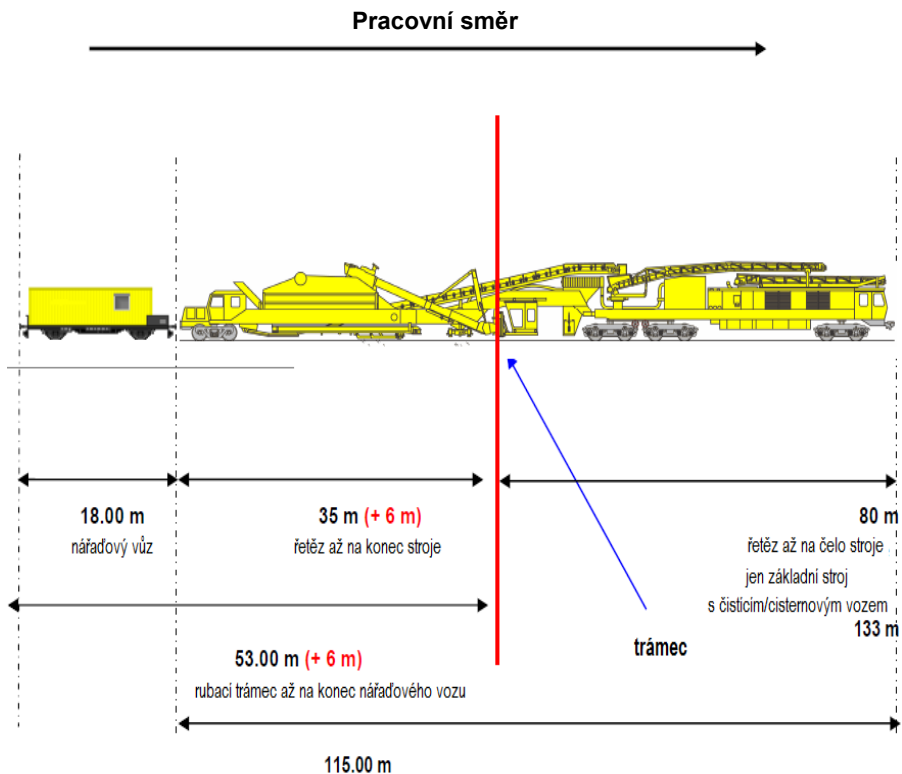 Pracovní směr
18.00 m
nářaďový vůz
35 m (+ 6 m)
řetěz až na konec stroje
80 m
řetěz až na čelo stroje
jen základní stroj
s čisticím/cisternovým vozem
133 m
trámec
53.00 m (+ 6 m)
rubací trámec až na konec nářaďového vozu
115.00 m